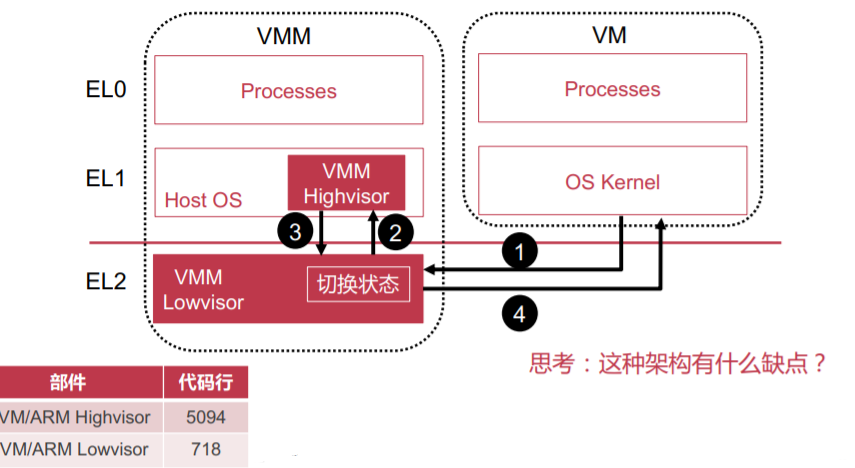 VMM
VM
EL0
Processes
Processes
EL1
Host OS
VMM
Highvisor
OS Kernel
3
2
1
EL2
VMM
Lowvisor
切换状态
4
思考：这种架构有什么缺点？
部件 代码行
VM/ARM Highvisor 5094
VM/ARM Lowvisor 718